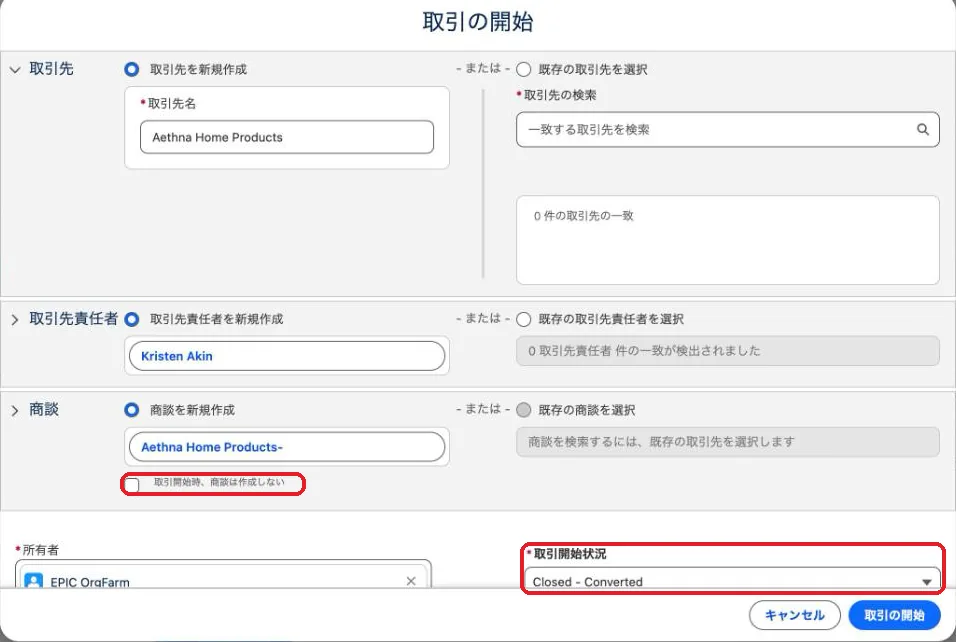 取引の開始
取引先
取引先を新規作成
- または -
既存の取引先を選択
*取引先名
Aethna Home Products
*取引先の検索
一致する取引先を検索
0 件の取引先の一致
取引先責任者
取引先責任者を新規作成
- または -
既存の取引先責任者を選択
Kristen Akin
0 取引先責任者 件の一致が検出されました
商談
商談を新規作成
- または -
既存の商談を選択
Aethna Home Products-
商談を検索するには、既存の取引先を選択します
取引開始時、商談は作成しない
*所有者
EPIC OrgFarm
*取引開始状況
Closed - Converted
キャンセル
取引の開始